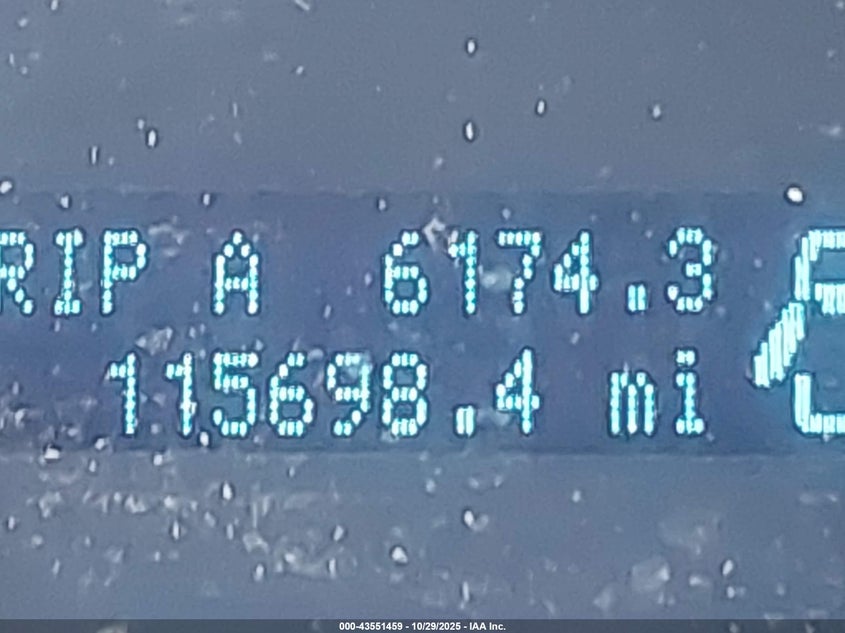 RIP A 6174.3
115698.4 mi
000-43551459 - 10/29/2025 - IAA Inc.